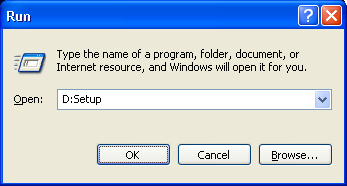 Run
Type the name of a program, folder, document, or
Internet resource, and Windows will open it for you.
Open: D:Setup
OK Cancel Browse...